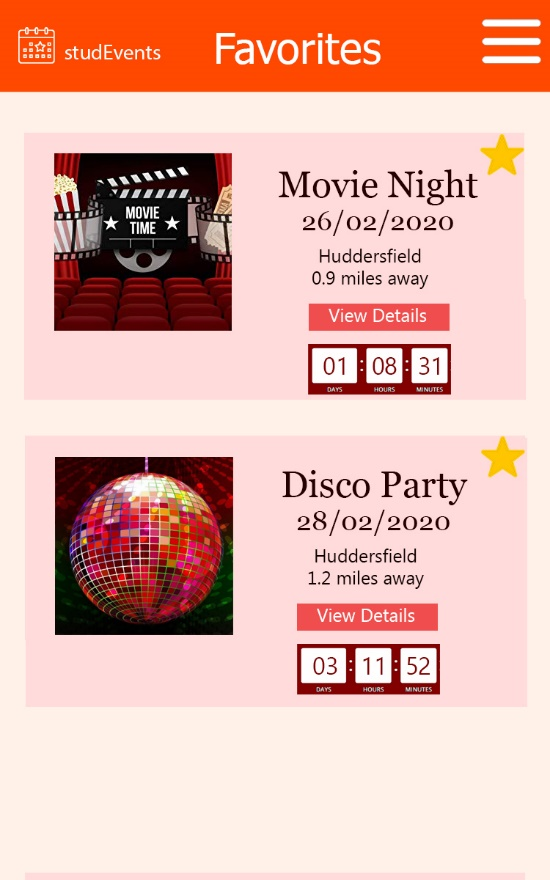 studEvents
Favorites
MOVIE
TIME
Movie Night
26/02/2020
Huddersfield
0.9 miles away
View Details
01 : 08 : 31
DAYS HOURS MINUTES
Disco Party
28/02/2020
Huddersfield
1.2 miles away
View Details
03 : 11 : 52
DAYS HOURS MINUTES